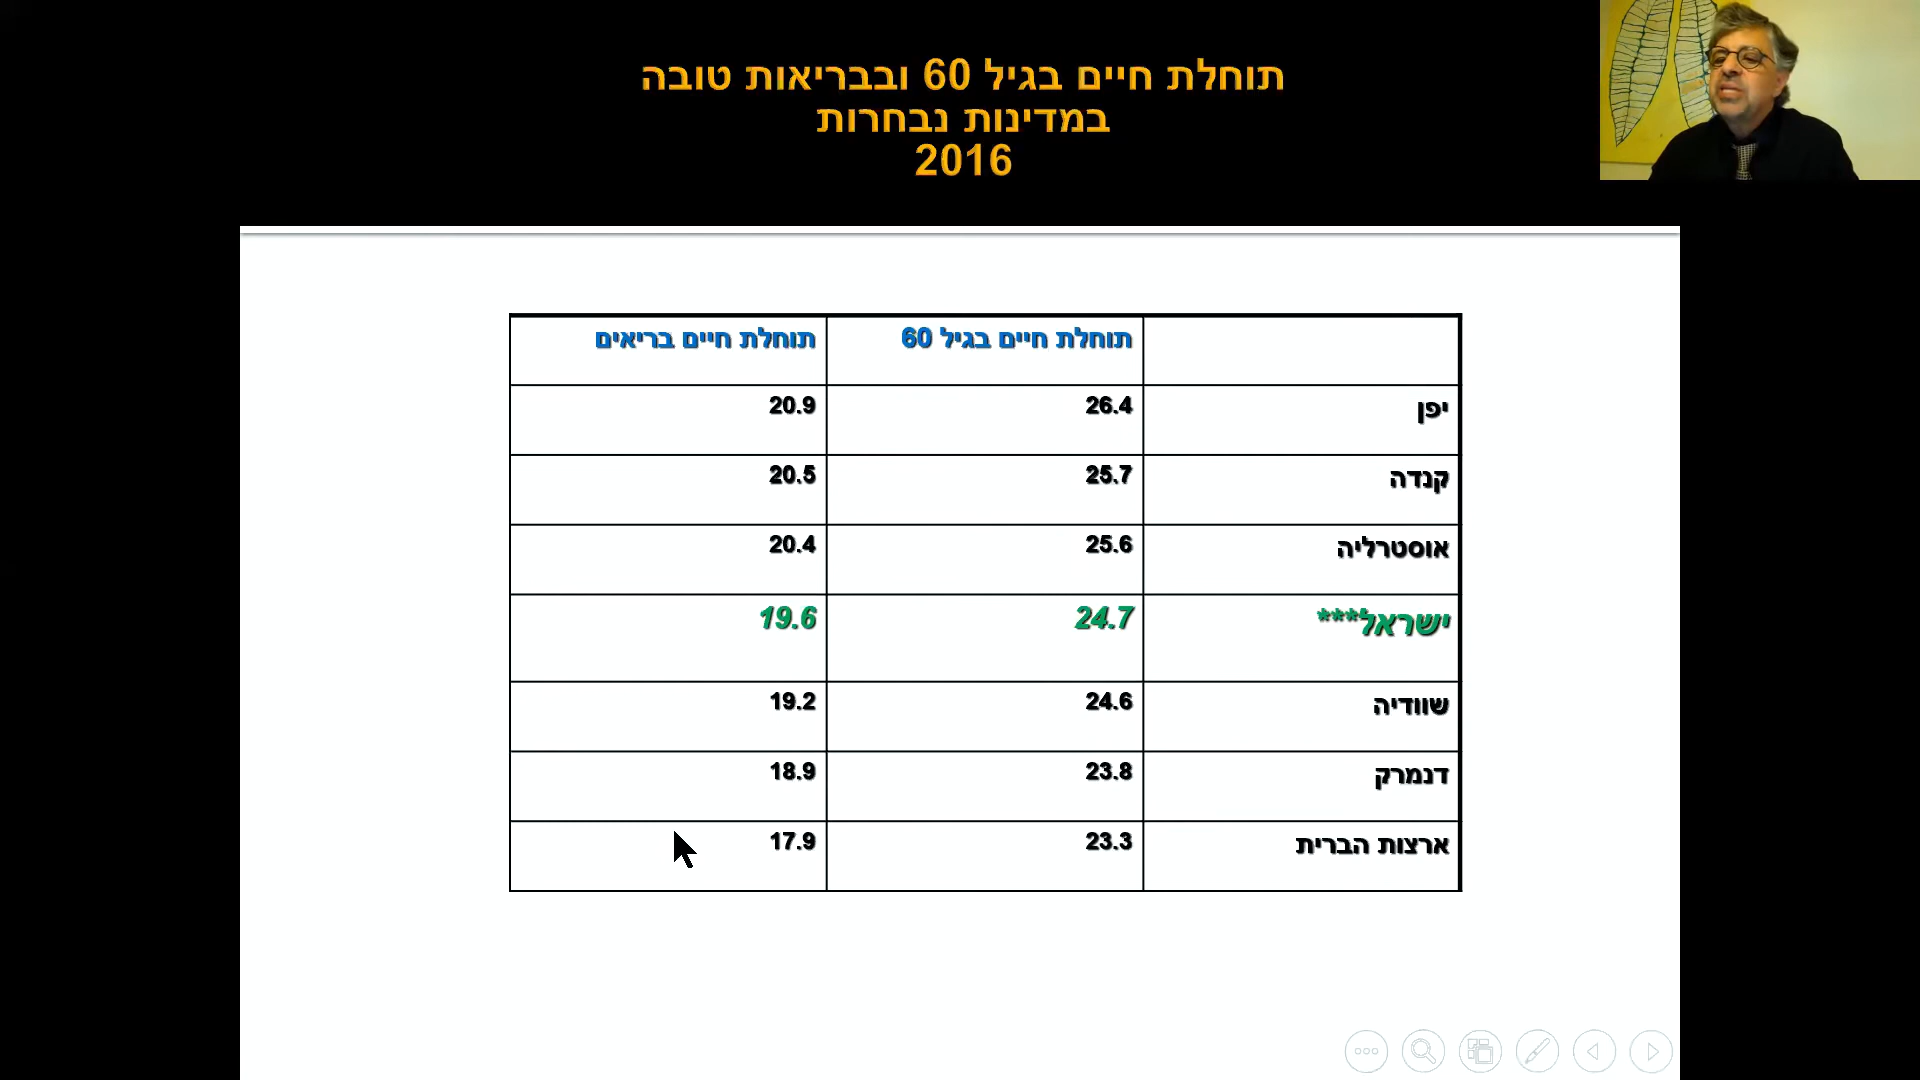 תוחלת חיים בגיל 60 ובבריאות טובה
במדינות נבחרות
2016
תוחלת חיים בגיל 60 תוחלת חיים בריאים
יפן 26.4 20.9
קנדה 25.7 20.5
אוסטרליה 25.6 20.4
ישראל*** 24.7 19.6
שוודיה 24.6 19.2
דנמרק 23.8 18.9
ארצות הברית 23.3 17.9